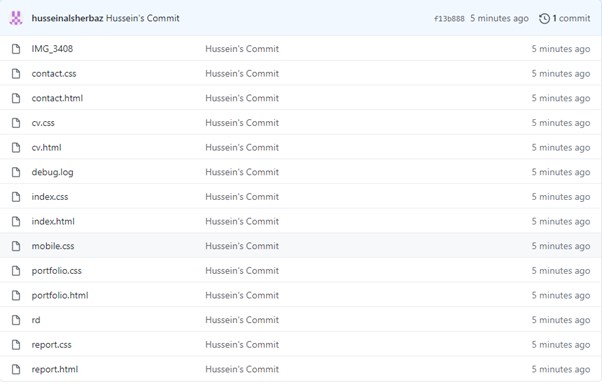 husseinalsherbaz Hussein's Commit f13b888 5 minutes ago 1 commit
IMG_3408 Hussein's Commit 5 minutes ago
contact.css Hussein's Commit 5 minutes ago
contact.html Hussein's Commit 5 minutes ago
cv.css Hussein's Commit 5 minutes ago
cv.html Hussein's Commit 5 minutes ago
debug.log Hussein's Commit 5 minutes ago
index.css Hussein's Commit 5 minutes ago
index.html Hussein's Commit 5 minutes ago
mobile.css Hussein's Commit 5 minutes ago
portfolio.css Hussein's Commit 5 minutes ago
portfolio.html Hussein's Commit 5 minutes ago
rd Hussein's Commit 5 minutes ago
report.css Hussein's Commit 5 minutes ago
report.html Hussein's Commit 5 minutes ago